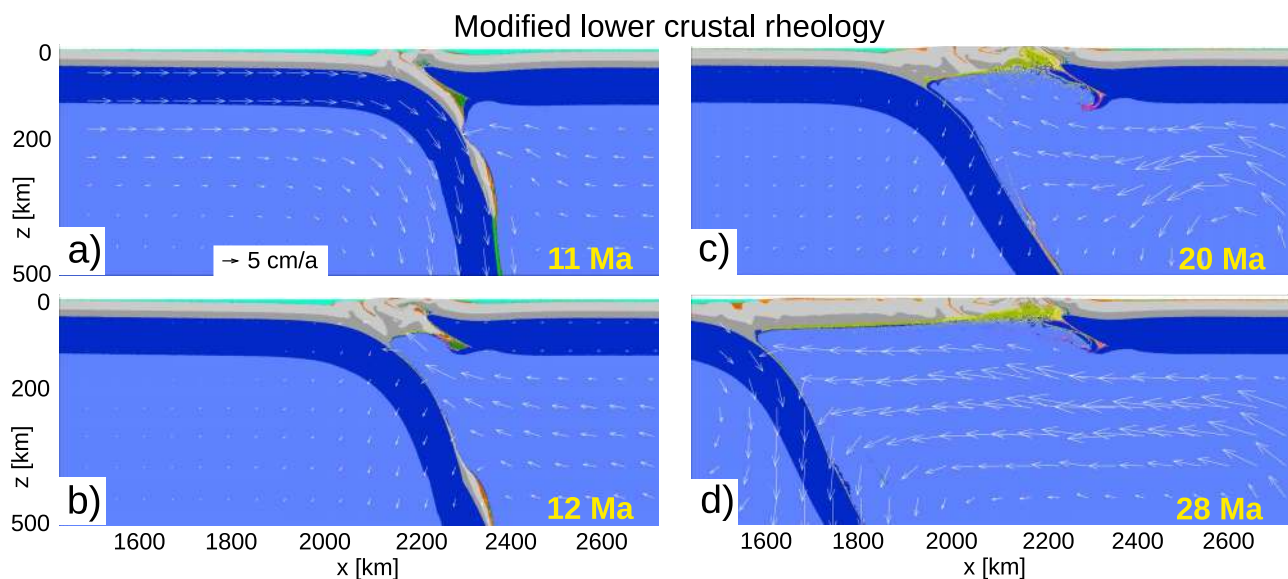 Modified lower crustal rheology
0
200
z [km]
a)
→ 5 cm/a
11 Ma
500
c)
20 Ma
0
200
z [km]
b)
12 Ma
500
d)
28 Ma
1600 1800 2000 2200 2400 2600
x [km]
1600 1800 2000 2200 2400 2600
x [km]